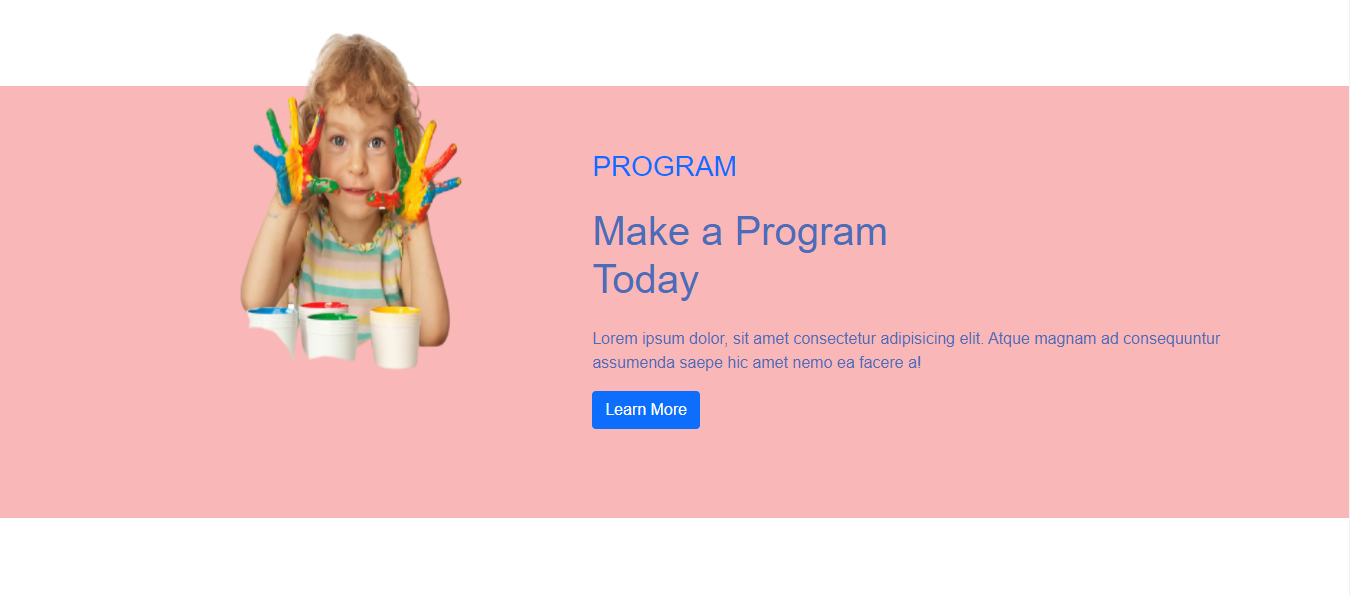 PROGRAM
Make a Program
Today
Lorem ipsum dolor, sit amet consectetur adipisicing elit. Atque magnam ad consequuntur
assumenda saepe hic amet nemo ea facere a!
Learn More